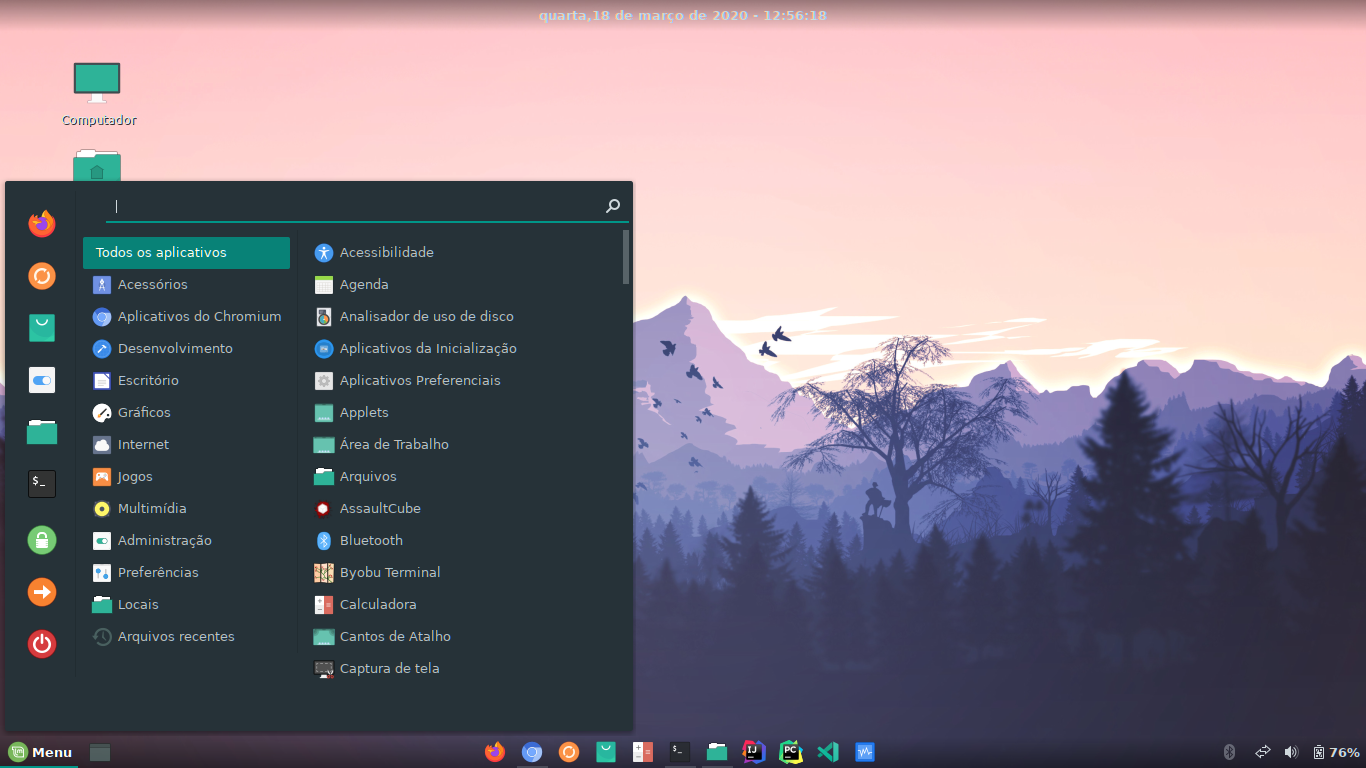 quarta,18 de março de 2020 - 12:56:18
Computador
Todos os aplicativos
Acessórios
Aplicativos do Chromium
Desenvolvimento
Escritório
Gráficos
Internet
Jogos
Multimídia
Administração
Preferências
Locais
Arquivos recentes
Acessibilidade
Agenda
Analisador de uso de disco
Aplicativos da Inicialização
Aplicativos Preferenciais
Applets
Área de Trabalho
Arquivos
AssaultCube
Bluetooth
Byobu Terminal
Calculadora
Cantos de Atalho
Captura de tela
$_
Menu
$_
IJ
PC
76%